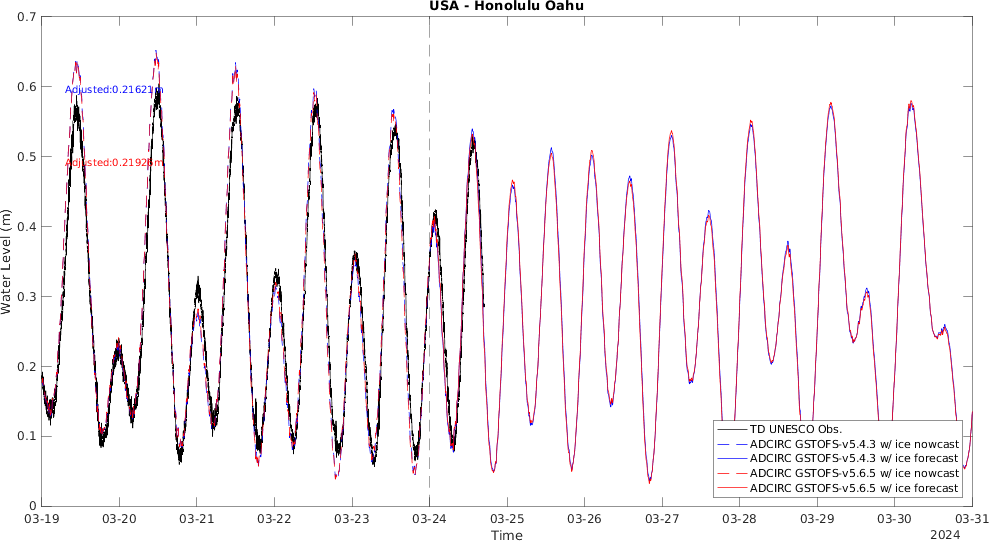 USA - Honolulu Oahu
0.7
0.6
0.5
0.4
0.3
0.2
0.1
0
Water Level (m)
Adjusted:0.21621m
Adjusted:0.21925m
TD UNESCO Obs.
ADCIRC GSTOFS-v5.4.3 w/ ice nowcast
ADCIRC GSTOFS-v5.4.3 w/ ice forecast
ADCIRC GSTOFS-v5.6.5 w/ ice nowcast
ADCIRC GSTOFS-v5.6.5 w/ ice forecast
03-19 03-20 03-21 03-22 03-23 03-24 03-25 03-26 03-27 03-28 03-29 03-30 03-31
Time
2024